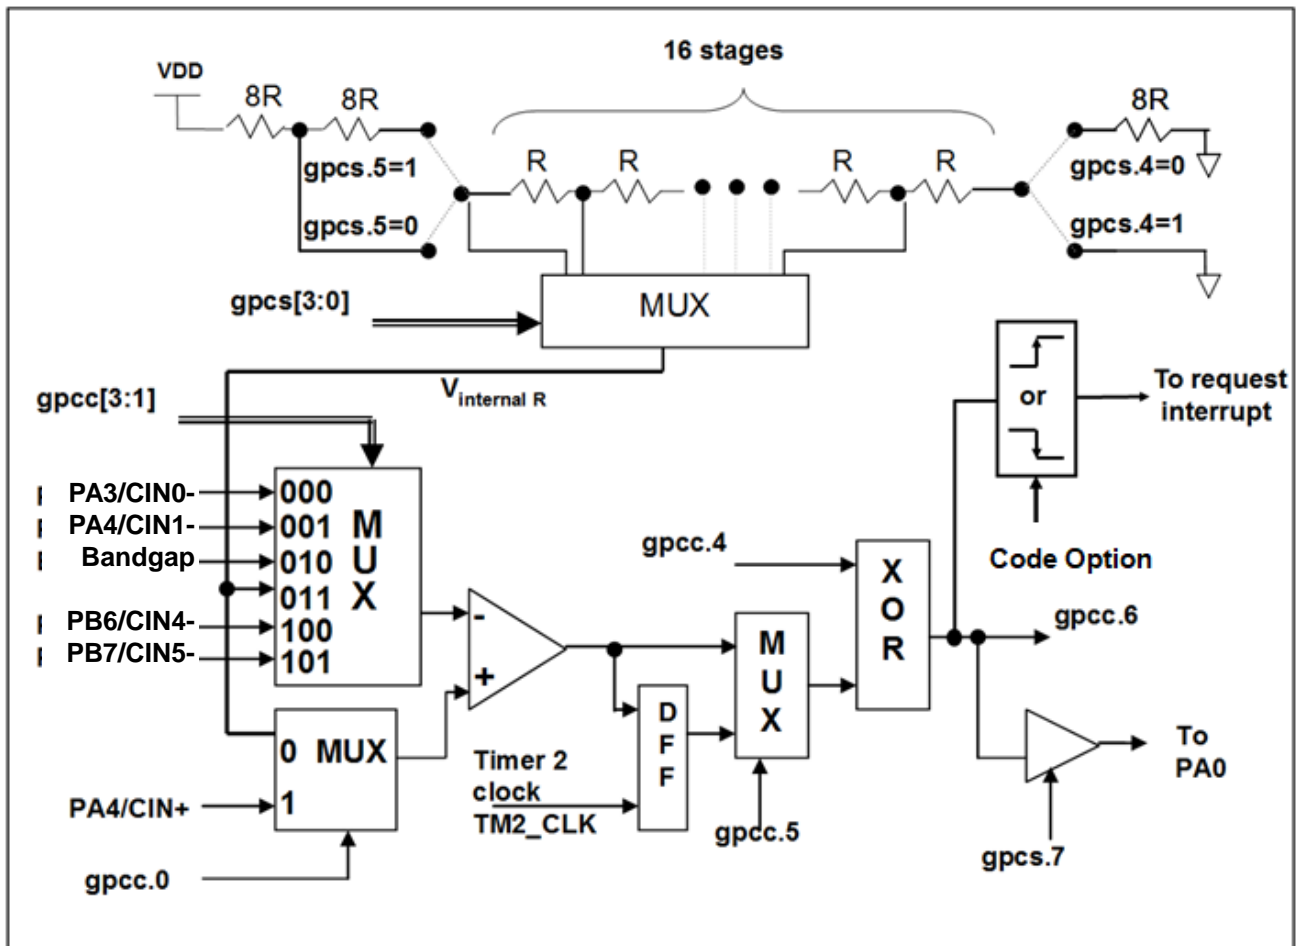 16 stages
VDD
8R
8R
8R
gpcs.5=1
R
R
R
R
gpcs.4=0
gpcs.5=0
gpcs.4=1
gpcs[3:0]
MUX
V internal R
gpcc[3:1]
or
To request
interrupt
Code Option
PA3/CIN0-
000
PA4/CIN1-
001
Bandgap
010
011
PB6/CIN4-
100
PB7/CIN5-
101
M
U
X
-
+
gpcc.4
X
O
R
gpcc.6
M
U
X
D
F
F
0 MUX
1
PA4/CIN+
gpcc.0
Timer 2
clock
TM2_CLK
gpcc.5
To
PA0
gpcs.7